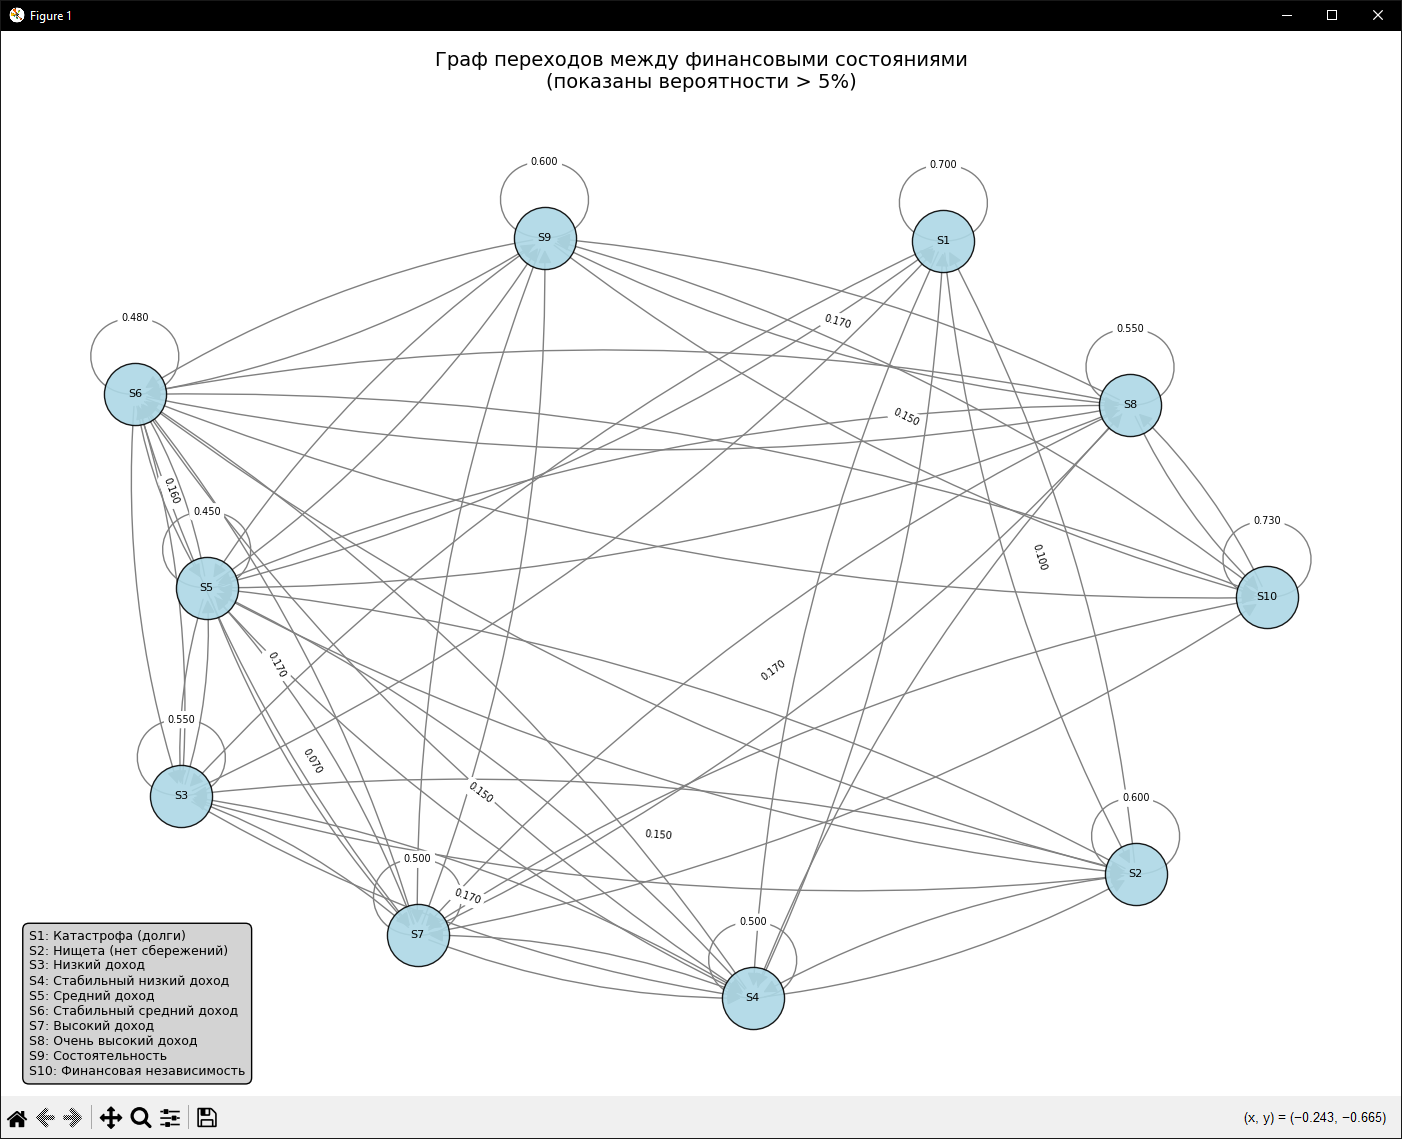 Figure 1
Граф переходов между финансовыми состояниями
(показаны вероятности > 5%)
0.600
0.700
S9
S1
0.480
0.170
0.550
S6
S8
0.150
0.160
0.450
0.730
0.100
S5
S10
0.170
0.170
0.550
0.070
S3
0.150
0.600
0.150
0.500
S2
0.170
0.500
S7
S4
S1: Катастрофа (долги)
S2: Нищета (нет сбережений)
S3: Низкий доход
S4: Стабильный низкий доход
S5: Средний доход
S6: Стабильный средний доход
S7: Высокий доход
S8: Очень высокий доход
S9: Состоятельность
S10: Финансовая независимость
(x, y) = (−0.243, −0.665)